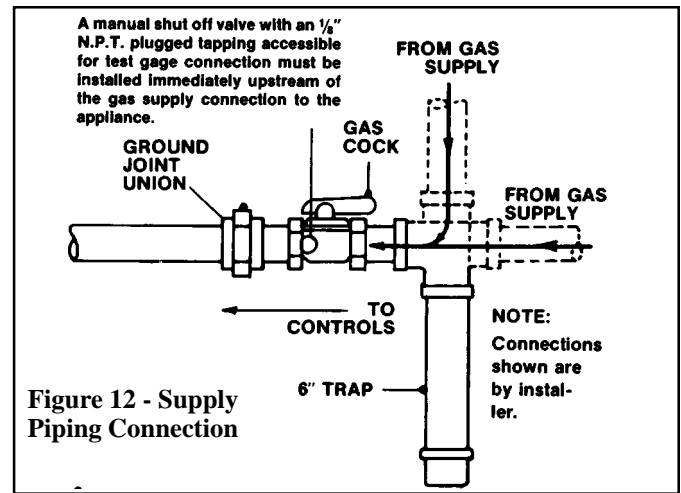 A manual shut off valve with an ⅛"
N.P.T. plugged tapping accessible
for test gage connection must be
installed immediately upstream of
the gas supply connection to the
appliance.
FROM GAS
SUPPLY
GAS
COCK
GROUND
JOINT
UNION
FROM GAS
SUPPLY
TO
CONTROLS
NOTE:
Connections
shown are
by instal-
ler.
6" TRAP
Figure 12 - Supply
Piping Connection